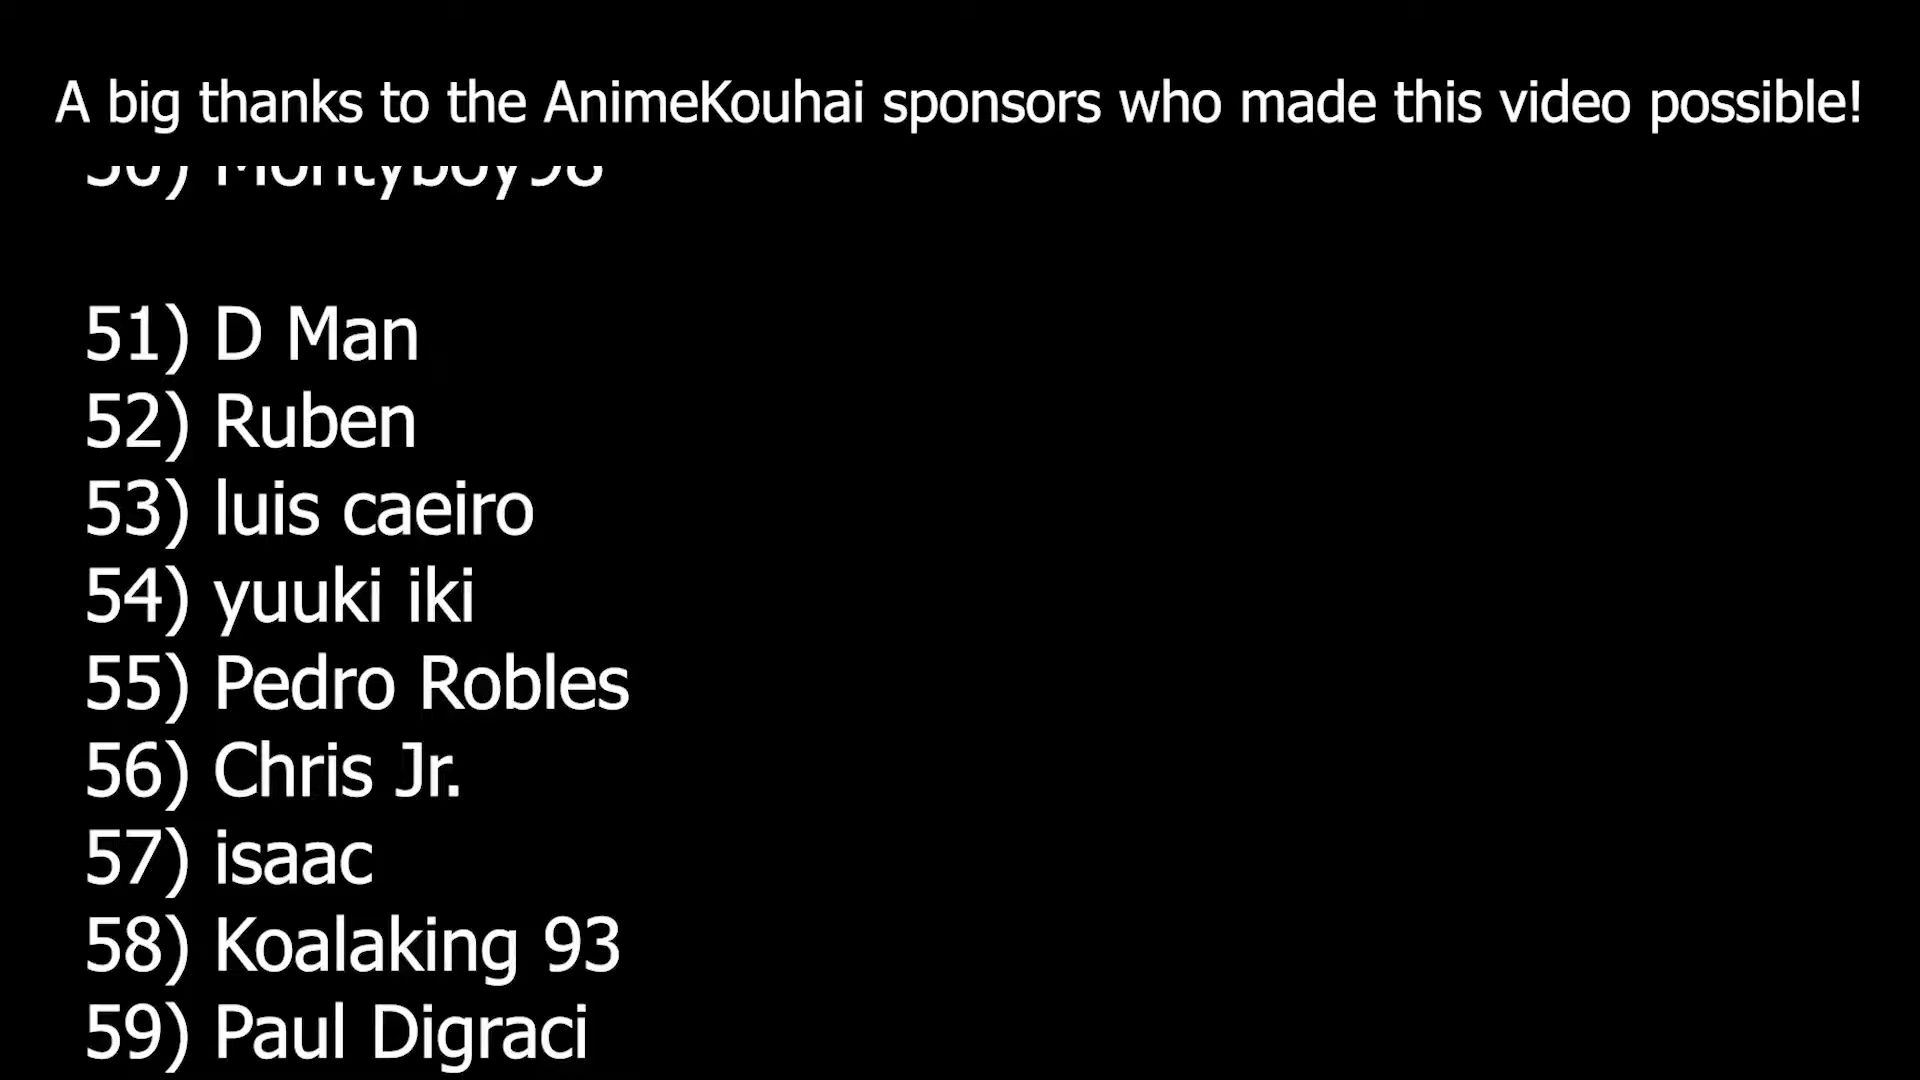 A big thanks to the AnimeKouhai sponsors who made this video possible!
51) D Man
52) Ruben
53) luis caeiro
54) yuuki iki
55) Pedro Robles
56) Chris Jr.
57) isaac
58) Koalaking 93
59) Paul Digraci